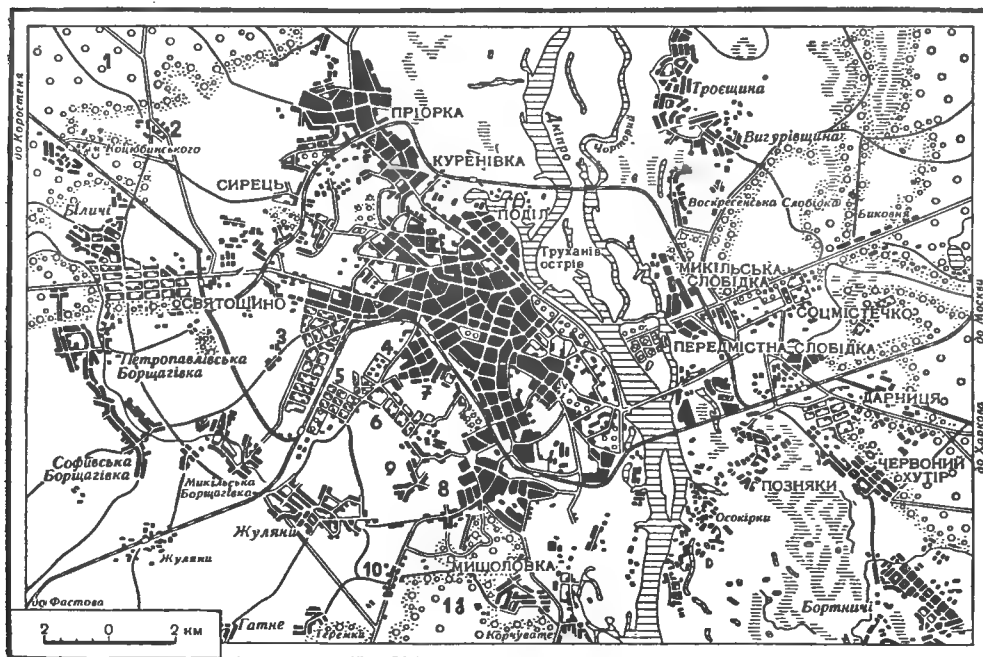 до Коростеня
1
2
Коцюбинського
Біличі
СВЯТОШИНО
Петропавлівська
Борщагівка
Софіївська
Борщагівка
Микільська
Борщагівка
Жуляни
Жуляни
до Фастова
2 0 2 км
Гатне
Теремки
ПРІОРКА
КУРЕНІВКА
СИРЕЦЬ
ПОДІЛ
Труханів
острів
Дніпро
Чорторий
Троєщина
Вигурівщина
Воскресенська Слобідка
Биковня
МИКІЛЬСЬКА
СЛОБІДКА
СОЦМІСТЕЧКО
до Москви
ПЕРЕДМІСТНА СЛОБІДКА
ДАРНИЦЯ
до Харкова
ЧЕРВОНИЙ
ХУТІР
ПОЗНЯКИ
Осокірки
Бортничі
3
4
5
6
7
8
9
10
11
МИШОЛОВКА
Корчувате